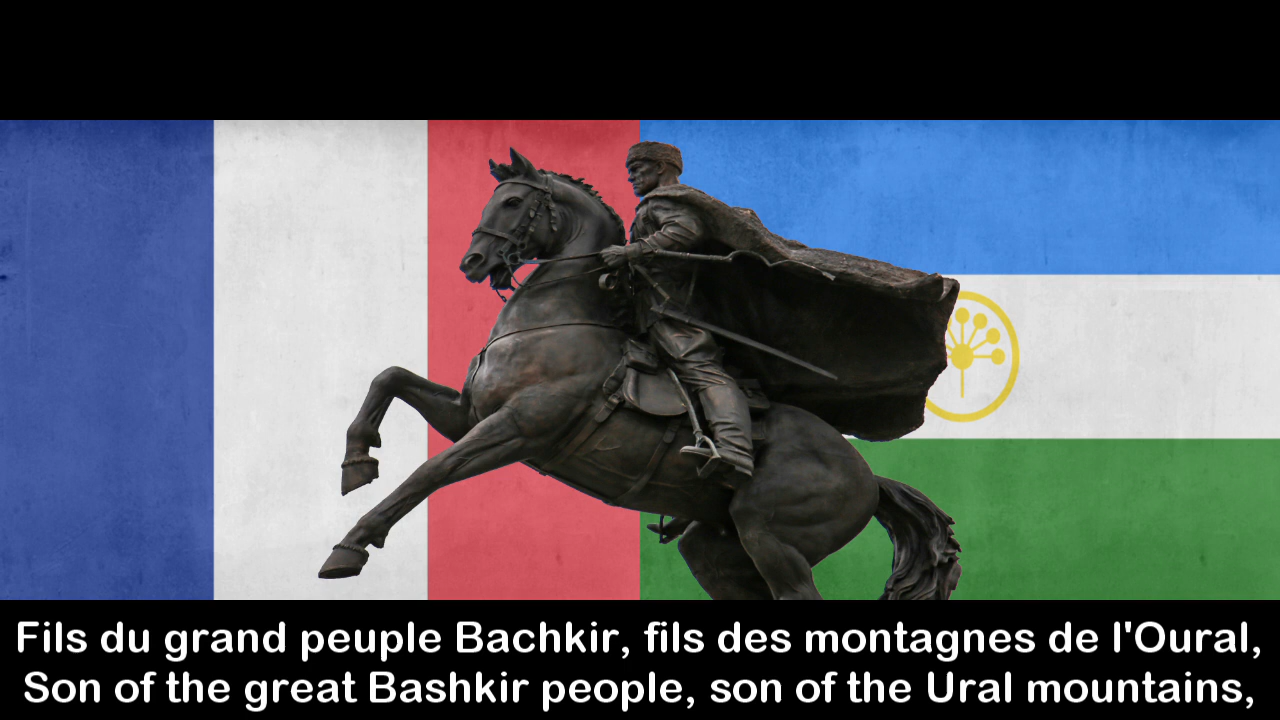 Fils du grand peuple Bachkir, fils des montagnes de l'Oural,
Son of the great Bashkir people, son of the Ural mountains,